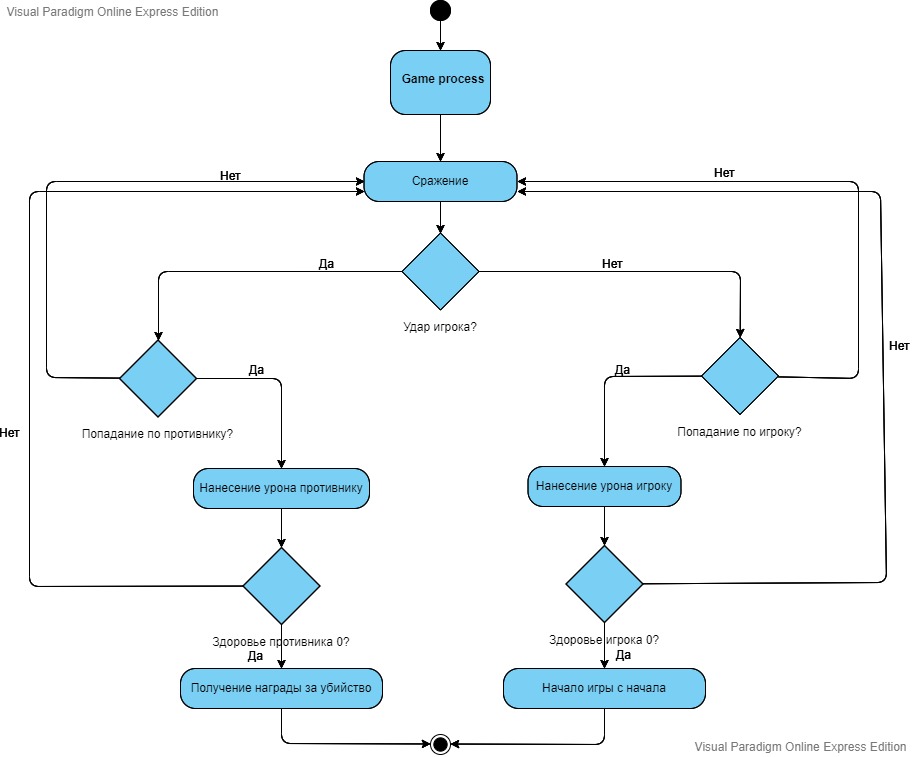 Visual Paradigm Online Express Edition
Game process
Сражение
Нет
Нет
Да
Нет
Удар игрока?
Нет
Да
Да
Попадание по противнику?
Попадание по игроку?
Нет
Нанесение урона противнику
Нанесение урона игроку
Здоровье противника 0?
Здоровье игрока 0?
Да
Да
Получение награды за убийство
Начало игры с начала
Visual Paradigm Online Express Edition